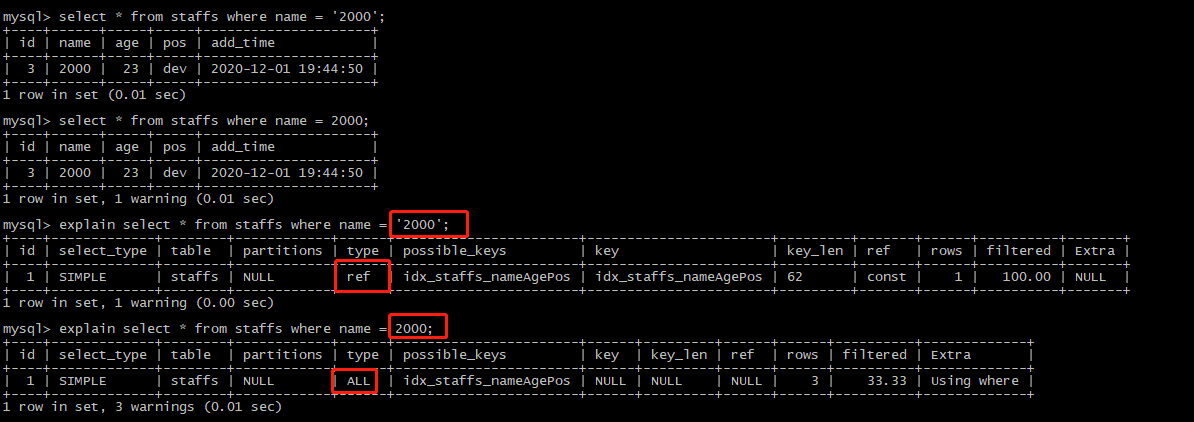 mysql> select * from staffs where name = '2000';
+----+------+-----+-----+---------------------+
| id | name | age | pos | add_time            |
+----+------+-----+-----+---------------------+
|  3 | 2000 |  23 | dev | 2020-12-01 19:44:50 |
+----+------+-----+-----+---------------------+
1 row in set (0.01 sec)
mysql> select * from staffs where name = 2000;
+----+------+-----+-----+---------------------+
| id | name | age | pos | add_time            |
+----+------+-----+-----+---------------------+
|  3 | 2000 |  23 | dev | 2020-12-01 19:44:50 |
+----+------+-----+-----+---------------------+
1 row in set, 1 warning (0.01 sec)
mysql> explain select * from staffs where name = '2000';
+----+-------------+--------+------------+------+-----------------------+-----------------------+---------+-------+------+----------+-------+
| id | select_type | table  | partitions | type | possible_keys         | key                   | key_len | ref   | rows | filtered | Extra |
+----+-------------+--------+------------+------+-----------------------+-----------------------+---------+-------+------+----------+-------+
|  1 | SIMPLE      | staffs | NULL       | ref  | idx_staffs_nameAgePos | idx_staffs_nameAgePos | 62      | const |    1 |   100.00 | NULL  |
+----+-------------+--------+------------+------+-----------------------+-----------------------+---------+-------+------+----------+-------+
1 row in set, 1 warning (0.00 sec)
mysql> explain select * from staffs where name = 2000;
+----+-------------+--------+------------+------+-----------------------+------+---------+------+------+----------+-------------+
| id | select_type | table  | partitions | type | possible_keys         | key  | key_len | ref  | rows | filtered | Extra       |
+----+-------------+--------+------------+------+-----------------------+------+---------+------+------+----------+-------------+
|  1 | SIMPLE      | staffs | NULL       | ALL  | idx_staffs_nameAgePos | NULL | NULL    | NULL |    3 |    33.33 | Using where |
+----+-------------+--------+------------+------+-----------------------+------+---------+------+------+----------+-------------+
1 row in set, 3 warnings (0.01 sec)